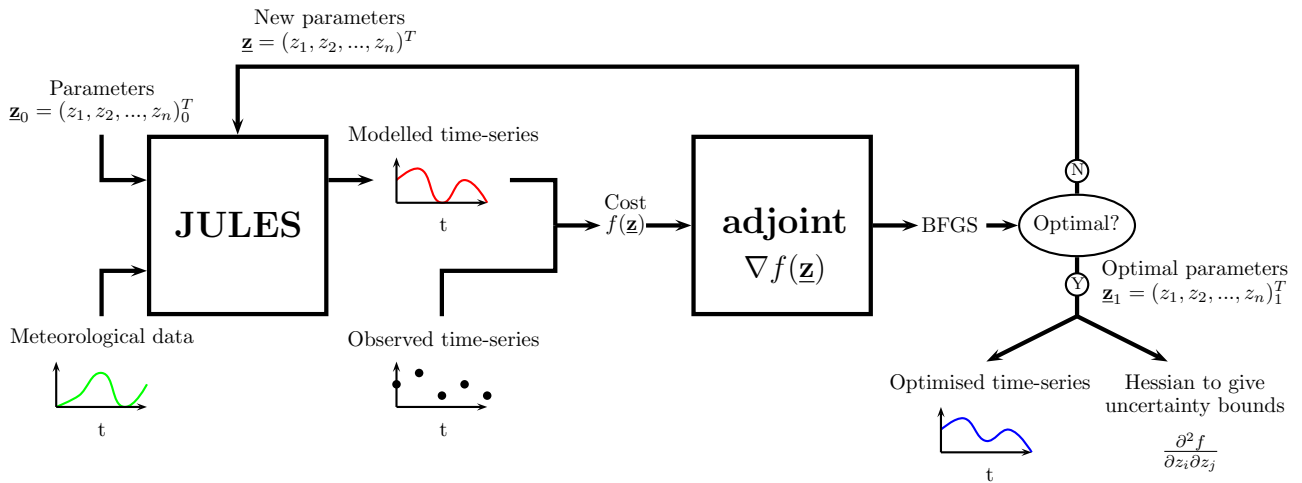 New parameters
z = (z₁, z₂, ..., zₙ)ᵀ
Parameters
z₀ = (z₁, z₂, ..., zₙ)₀ᵀ
Modelled time-series
t
JULES
Cost
f(z)
adjoint
∇f(z)
BFGS
N
Optimal?
Y
Optimal parameters
z₁ = (z₁, z₂, ..., zₙ)₁ᵀ
Meteorological data
t
Observed time-series
t
Optimised time-series
t
Hessian to give
uncertainty bounds
∂²f
∂zᵢ∂zⱼ